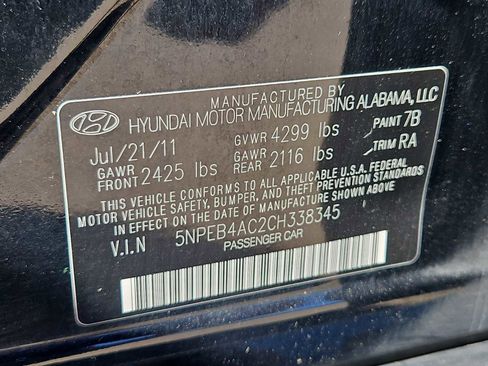 MANUFACTURED BY
HYUNDAI MOTOR MANUFACTURING ALABAMA, LLC
Jul/21/11 GVWR 4299 lbs PAINT 7B
GAWR FRONT 2425 lbs GAWR REAR 2116 lbs TRIM RA
THIS VEHICLE CONFORMS TO ALL APPLICABLE U.S.A. FEDERAL
MOTOR VEHICLE SAFETY, BUMPER, AND THEFT PREVENTION
STANDARDS IN EFFECT ON THE DATE OF MANUFACTURE SHOWN ABOVE.
V.I.N 5NPEB4AC2CH338345
PASSENGER CAR